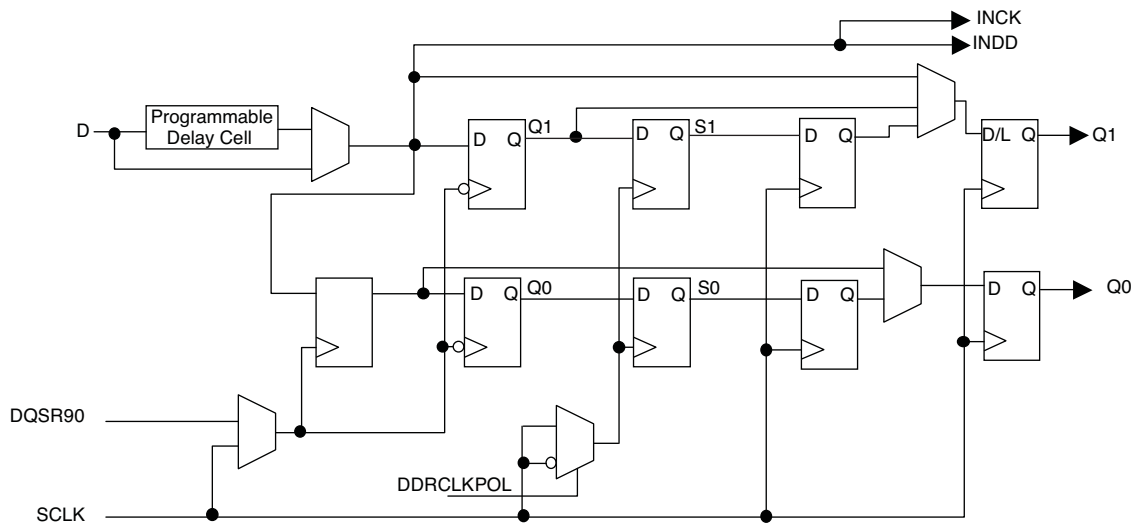 INCK
INDD
Programmable
Delay Cell
D
D Q
Q1
D Q
S1
D Q
D/L Q
Q1
D Q
Q0
D Q
S0
D Q
D Q
Q0
DQSR90
DDRCLKPOL
SCLK